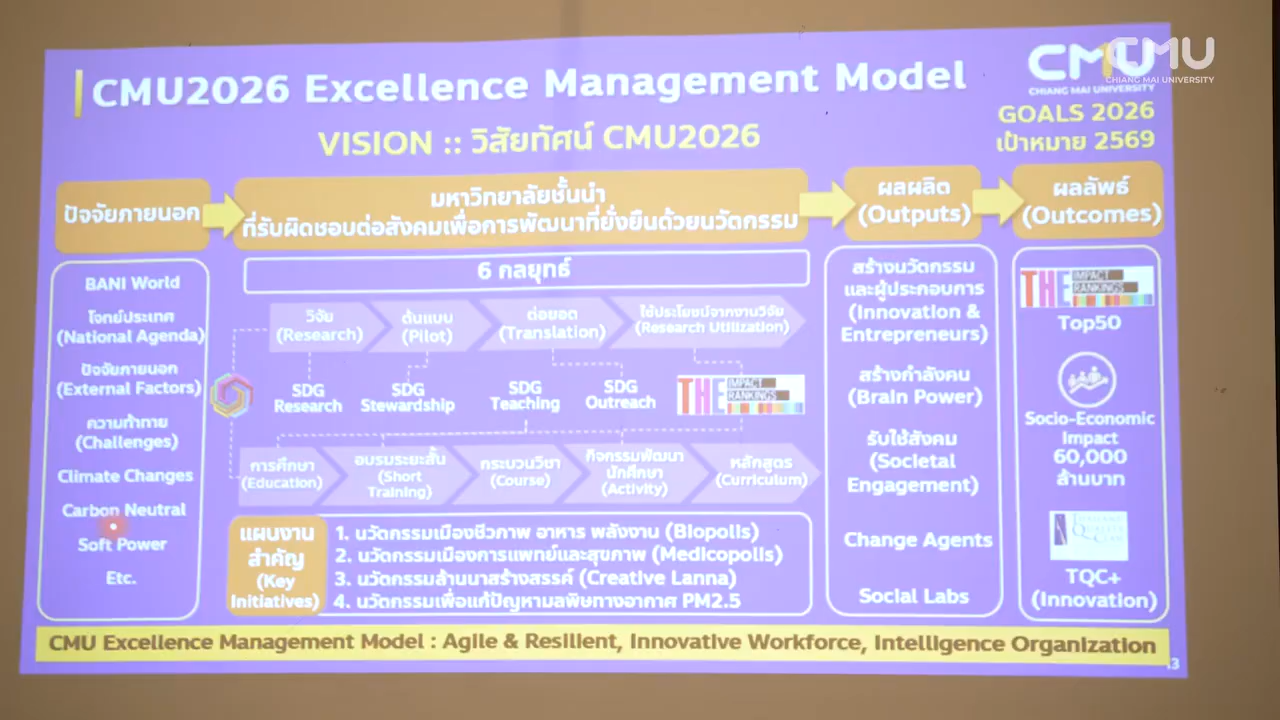 CMU2026 Excellence Management Model
CMU
CHIANG MAI UNIVERSITY
CMU
CHIANG MAI UNIVERSITY
VISION :: วิสัยทัศน์ CMU2026
GOALS 2026
เป้าหมาย 2569
ปัจจัยภายนอก
มหาวิทยาลัยชั้นนำ
ที่รับผิดชอบต่อสังคมเพื่อการพัฒนาที่ยั่งยืนด้วยนวัตกรรม
ผลผลิต
(Outputs)
ผลลัพธ์
(Outcomes)
BANI World
โจทย์ประเทศ
(National Agenda)
ปัจจัยภายนอก
(External Factors)
ความท้าทาย
(Challenges)
Climate Changes
Carbon Neutral
Soft Power
Etc.
6 กลยุทธ์
วิจัย
(Research)
ต้นแบบ
(Pilot)
ต่อยอด
(Translation)
ใช้ประโยชน์จากงานวิจัย
(Research Utilization)
SDG
Research
SDG
Stewardship
SDG
Teaching
SDG
Outreach
THE IMPACT
RANKINGS
การศึกษา
(Education)
อบรมระยะสั้น
(Short
Training)
กระบวนวิชา
(Course)
กิจกรรมพัฒนา
นักศึกษา
(Activity)
หลักสูตร
(Curriculum)
แผนงาน
สำคัญ
(Key
Initiatives)
1. นวัตกรรมเมืองชีวภาพ อาหาร พลังงาน (Biopolis)
2. นวัตกรรมเมืองการแพทย์และสุขภาพ (Medicopolis)
3. นวัตกรรมล้านนาสร้างสรรค์ (Creative Lanna)
4. นวัตกรรมเพื่อแก้ปัญหามลพิษทางอากาศ PM2.5
สร้างนวัตกรรม
และผู้ประกอบการ
(Innovation &
Entrepreneurs)
สร้างกำลังคน
(Brain Power)
รับใช้สังคม
(Societal
Engagement)
Change Agents
Social Labs
THE IMPACT
RANKINGS
Top50
Socio-Economic
Impact
60,000
ล้านบาท
THAILAND
QUALITY
CLASS
TQC+
(Innovation)
CMU Excellence Management Model : Agile & Resilient, Innovative Workforce, Intelligence Organization